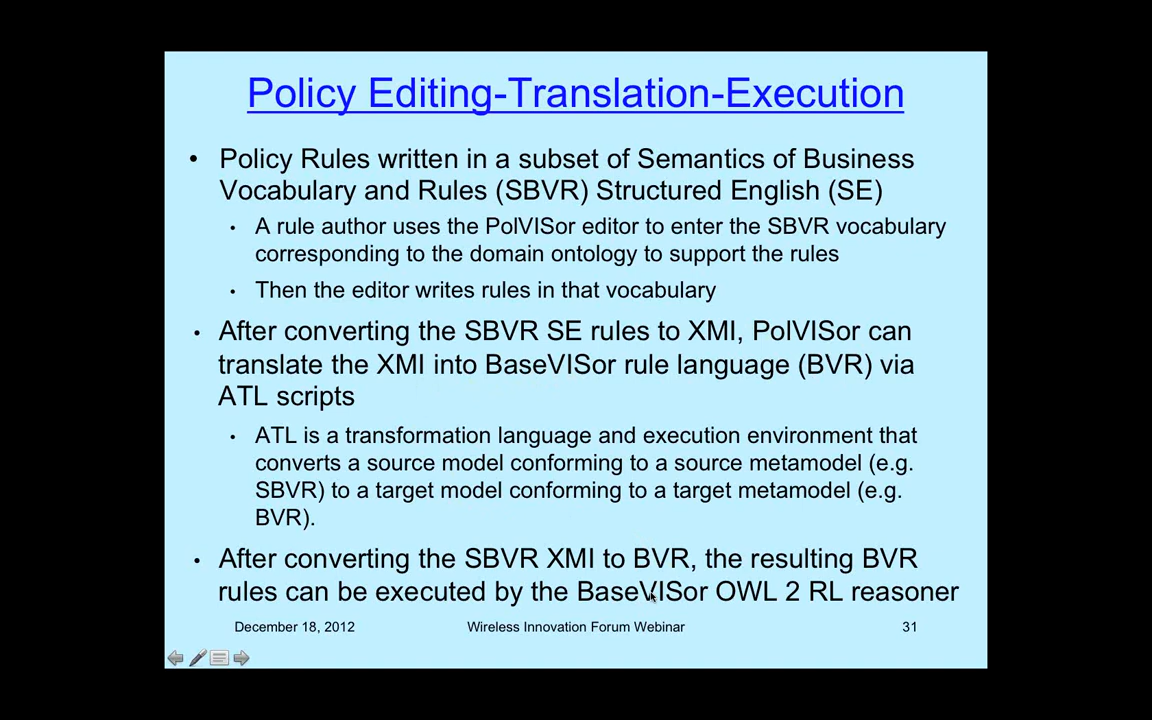 Policy Editing-Translation-Execution
• Policy Rules written in a subset of Semantics of Business
Vocabulary and Rules (SBVR) Structured English (SE)
• A rule author uses the PolVISor editor to enter the SBVR vocabulary
corresponding to the domain ontology to support the rules
• Then the editor writes rules in that vocabulary
• After converting the SBVR SE rules to XMI, PolVISor can
translate the XMI into BaseVISor rule language (BVR) via
ATL scripts
• ATL is a transformation language and execution environment that
converts a source model conforming to a source metamodel (e.g.
SBVR) to a target model conforming to a target metamodel (e.g.
BVR).
• After converting the SBVR XMI to BVR, the resulting BVR
rules can be executed by the BaseVISor OWL 2 RL reasoner
December 18, 2012 Wireless Innovation Forum Webinar 31